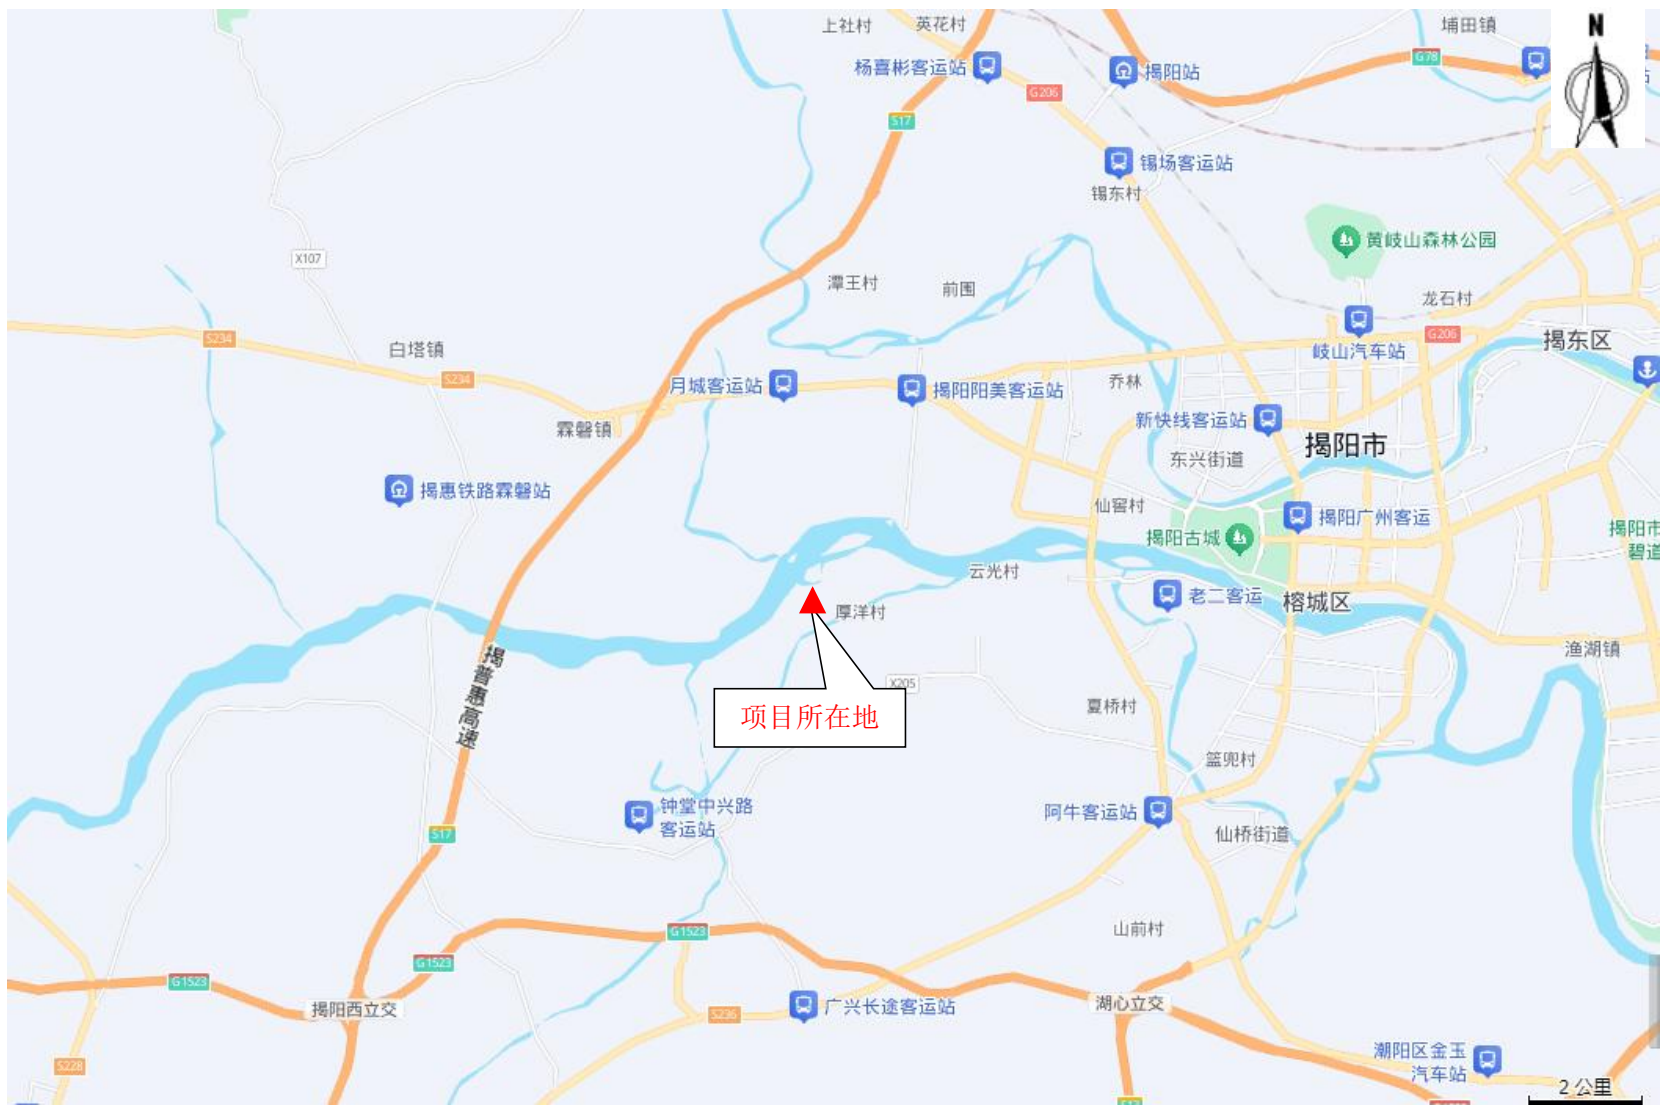 上社村
英花村
埔田镇
N
杨喜彬客运站
揭阳站
G78
G206
S17
锡场客运站
锡东村
黄岐山森林公园
X107
潭王村
前围
龙石村
S234
白塔镇
G206
揭东区
岐山汽车站
S234
月城客运站
揭阳阳美客运站
乔林
新快线客运站
霖磐镇
揭阳市
东兴街道
揭惠铁路霖磐站
仙窖村
揭阳广州客运
揭阳古城
揭阳市
碧道
云光村
老二客运
榕城区
厚洋村
渔湖镇
揭普惠高速
X205
项目所在地
夏桥村
篮兜村
钟堂中兴路
客运站
阿牛客运站
S17
仙桥街道
山前村
G1523
G1523
G1523
揭阳西立交
S236
广兴长途客运站
湖心立交
潮阳区金玉
汽车站
S228
2 公里